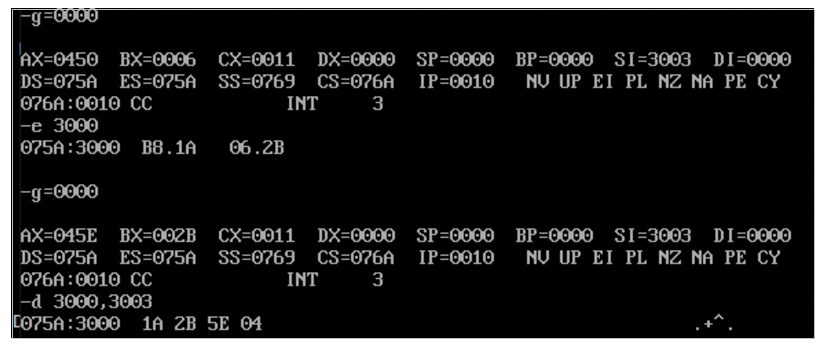 -g=0000
AX=0450 BX=0006 CX=0011 DX=0000 SP=0000 BP=0000 SI=3003 DI=0000
DS=075A ES=075A SS=0769 CS=076A IP=0010 NV UP EI PL NZ NA PE CY
076A:0010 CC INT 3
-e 3000
075A:3000 B8.1A 06.2B
-g=0000
AX=045E BX=002B CX=0011 DX=0000 SP=0000 BP=0000 SI=3003 DI=0000
DS=075A ES=075A SS=0769 CS=076A IP=0010 NV UP EI PL NZ NA PE CY
076A:0010 CC INT 3
-d 3000,3003
075A:3000 1A 2B 5E 04 .+^.